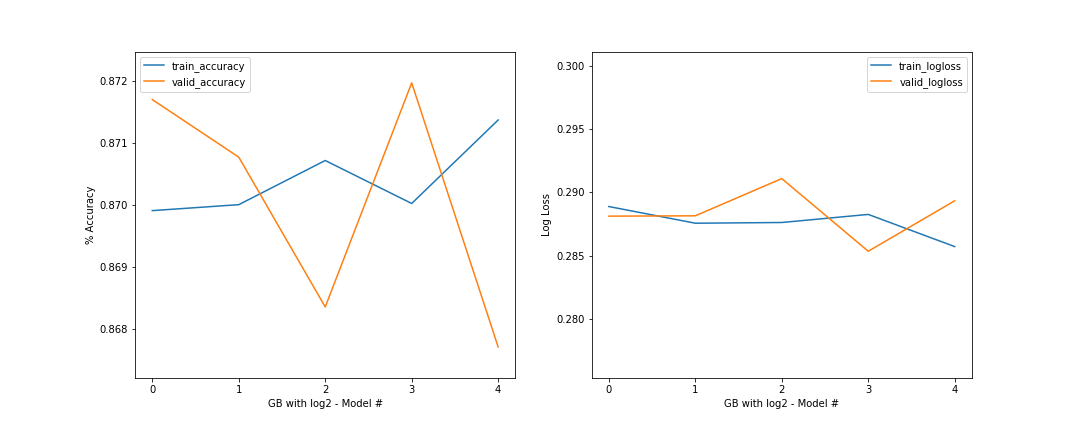 train_accuracy
valid_accuracy
0.872
0.871
0.870
0.869
0.868
% Accuracy
0 1 2 3 4
GB with log2 - Model #
train_logloss
valid_logloss
0.300
0.295
0.290
0.285
0.280
Log Loss
0 1 2 3 4
GB with log2 - Model #